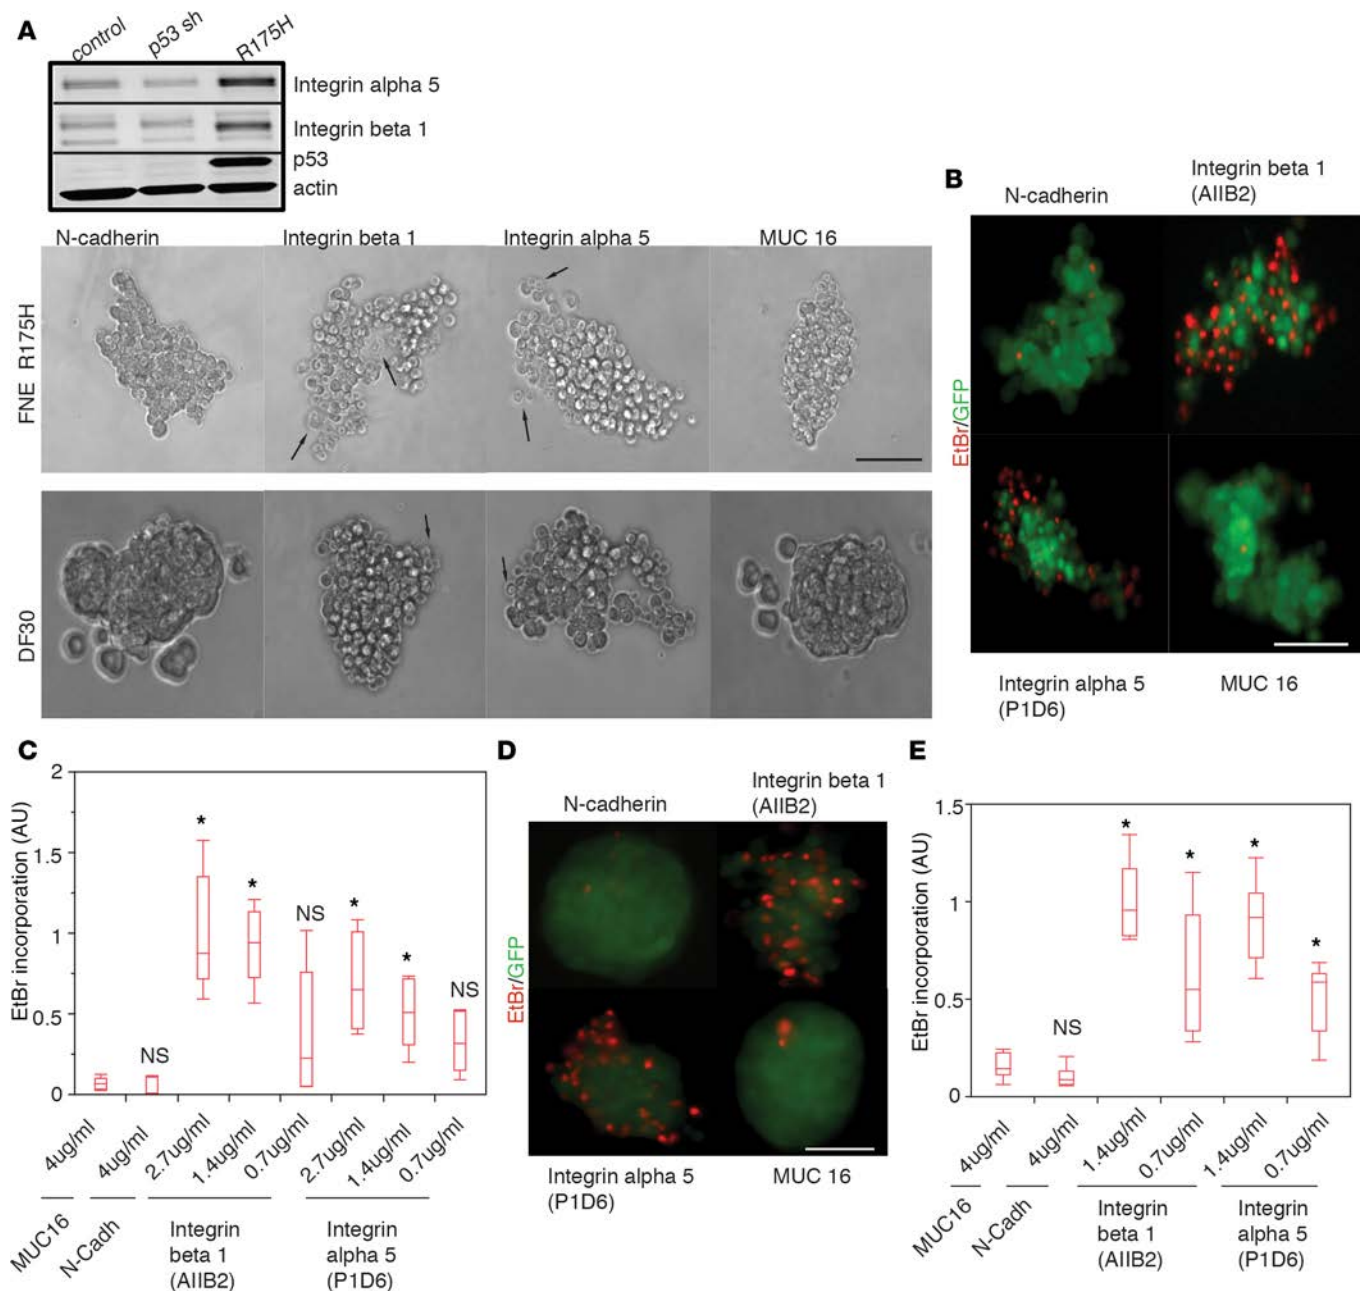 A
control
p53 sh
R175H
Integrin alpha 5
Integrin beta 1
p53
actin
N-cadherin
Integrin beta 1
Integrin alpha 5
MUC 16
FNE R175H
DF30
B
N-cadherin
Integrin beta 1
(AIIB2)
EtBr/GFP
Integrin alpha 5
(P1D6)
MUC 16
C
EtBr incorporation (AU)
2
1.5
1
0.5
0
NS
*
*
NS
*
*
NS
4ug/ml
4ug/ml
2.7ug/ml
1.4ug/ml
0.7ug/ml
2.7ug/ml
1.4ug/ml
0.7ug/ml
MUC16
N-Cadh
Integrin
beta 1
(AIIB2)
Integrin
alpha 5
(P1D6)
D
N-cadherin
Integrin beta 1
(AIIB2)
EtBr/GFP
Integrin alpha 5
(P1D6)
MUC 16
E
EtBr incorporation (AU)
1.5
1
0.5
0
NS
*
*
*
*
4ug/ml
4ug/ml
1.4ug/ml
0.7ug/ml
1.4ug/ml
0.7ug/ml
MUC16
N-Cadh
Integrin
beta 1
(AIIB2)
Integrin
alpha 5
(P1D6)